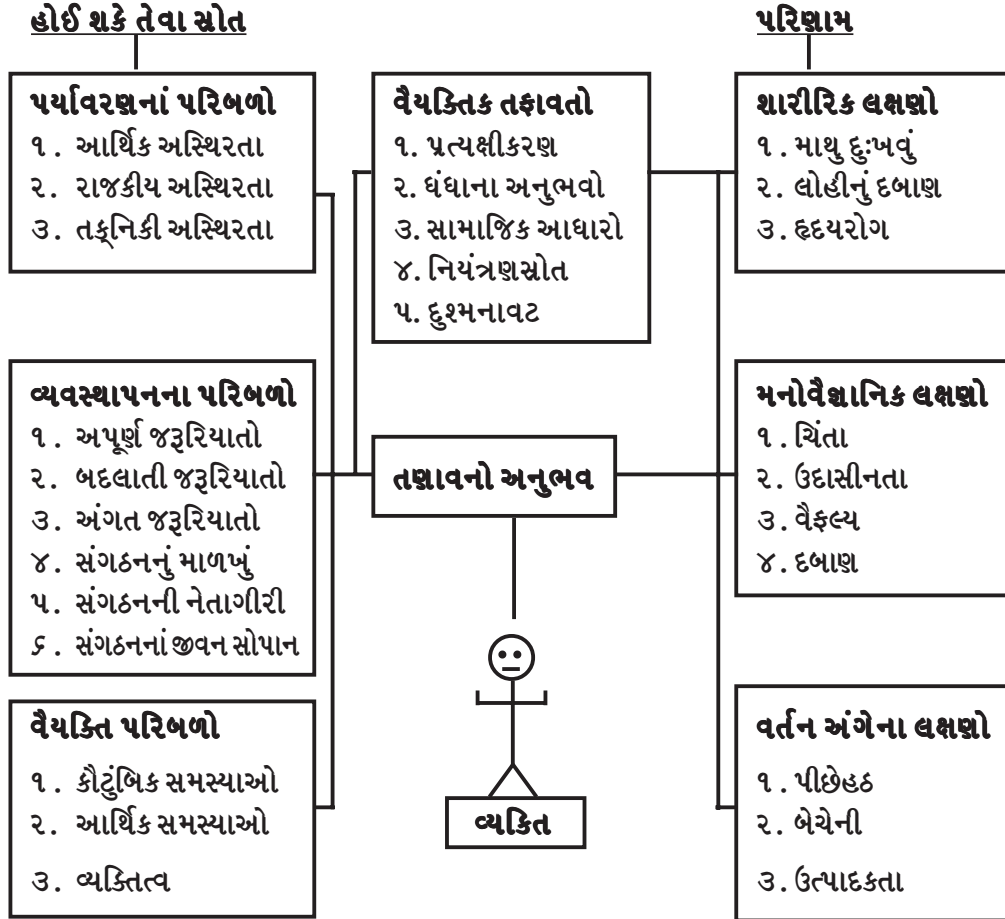 હોઈ શકે તેવા સ્રોત
પર્યાવરણનાં પરિબળો
૧. આર્થિક અસ્થિરતા
૨. રાજકીય અસ્થિરતા
૩. તક્નિકી અસ્થિરતા
વ્યવસ્થાપનના પરિબળો
૧. અપૂર્ણ જરૂરિયાતો
૨. બદલાતી જરૂરિયાતો
૩. અંગત જરૂરિયાતો
૪. સંગઠનનું માળખું
૫. સંગઠનની નેતાગીરી
૬. સંગઠનનાં જીવન સોપાન
વૈયક્તિ પરિબળો
૧. કૌટુંબિક સમસ્યાઓ
૨. આર્થિક સમસ્યાઓ
૩. વ્યક્તિત્વ
વૈયક્તિક તફાવતો
૧. પ્રત્યક્ષીકરણ
૨. ધંધાના અનુભવો
૩. સામાજિક આધારો
૪. નિયંત્રણસ્રોત
૫. દુશ્મનાવટ
તણાવનો અનુભવ
વ્યકિત
પરિણામ
શારીરિક લક્ષણો
૧. માથુ દુઃખવું
૨. લોહીનું દબાણ
૩. હૃદયરોગ
મનોવૈજ્ઞાનિક લક્ષણો
૧. ચિંતા
૨. ઉદાસીનતા
૩. વૈફલ્ય
૪. દબાણ
વર્તન અંગેના લક્ષણો
૧. પીછેહઠ
૨. બેચેની
૩. ઉત્પાદકતા